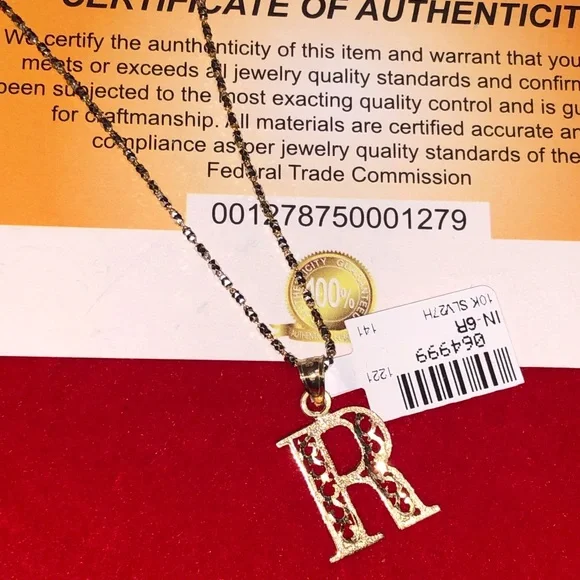 CERTIFICATE OF AUTHENTICIT
We certify the aunthenticity of this item and warrant that you
meets or exceeds all jewelry quality standards and confirm
been subjected to the most exacting quality control and is gu
for craftmanship. All materials are certified accurate an
compliance as per jewelry quality standards of the
Federal Trade Commission
001278750001279
100%
GUARANTEED
10K SLV27H
IN-6R
141
064999
1221
R